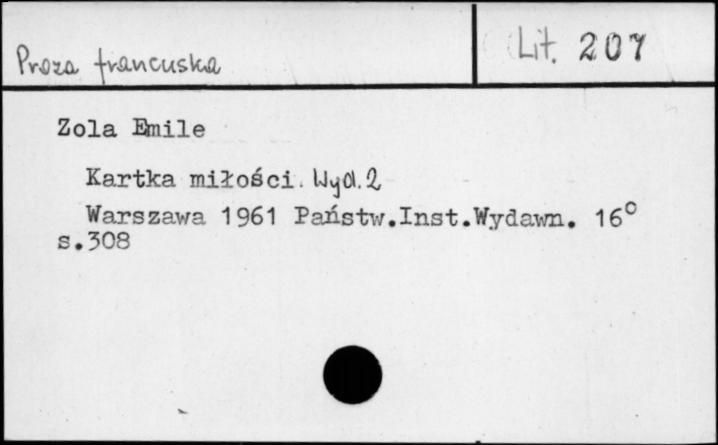 Proza francuska
Lit. 207
Zola Emile
Kartka miłości. Wyd. 2
Warszawa 1961 Państw.Inst.Wydawn. 16°
s.308